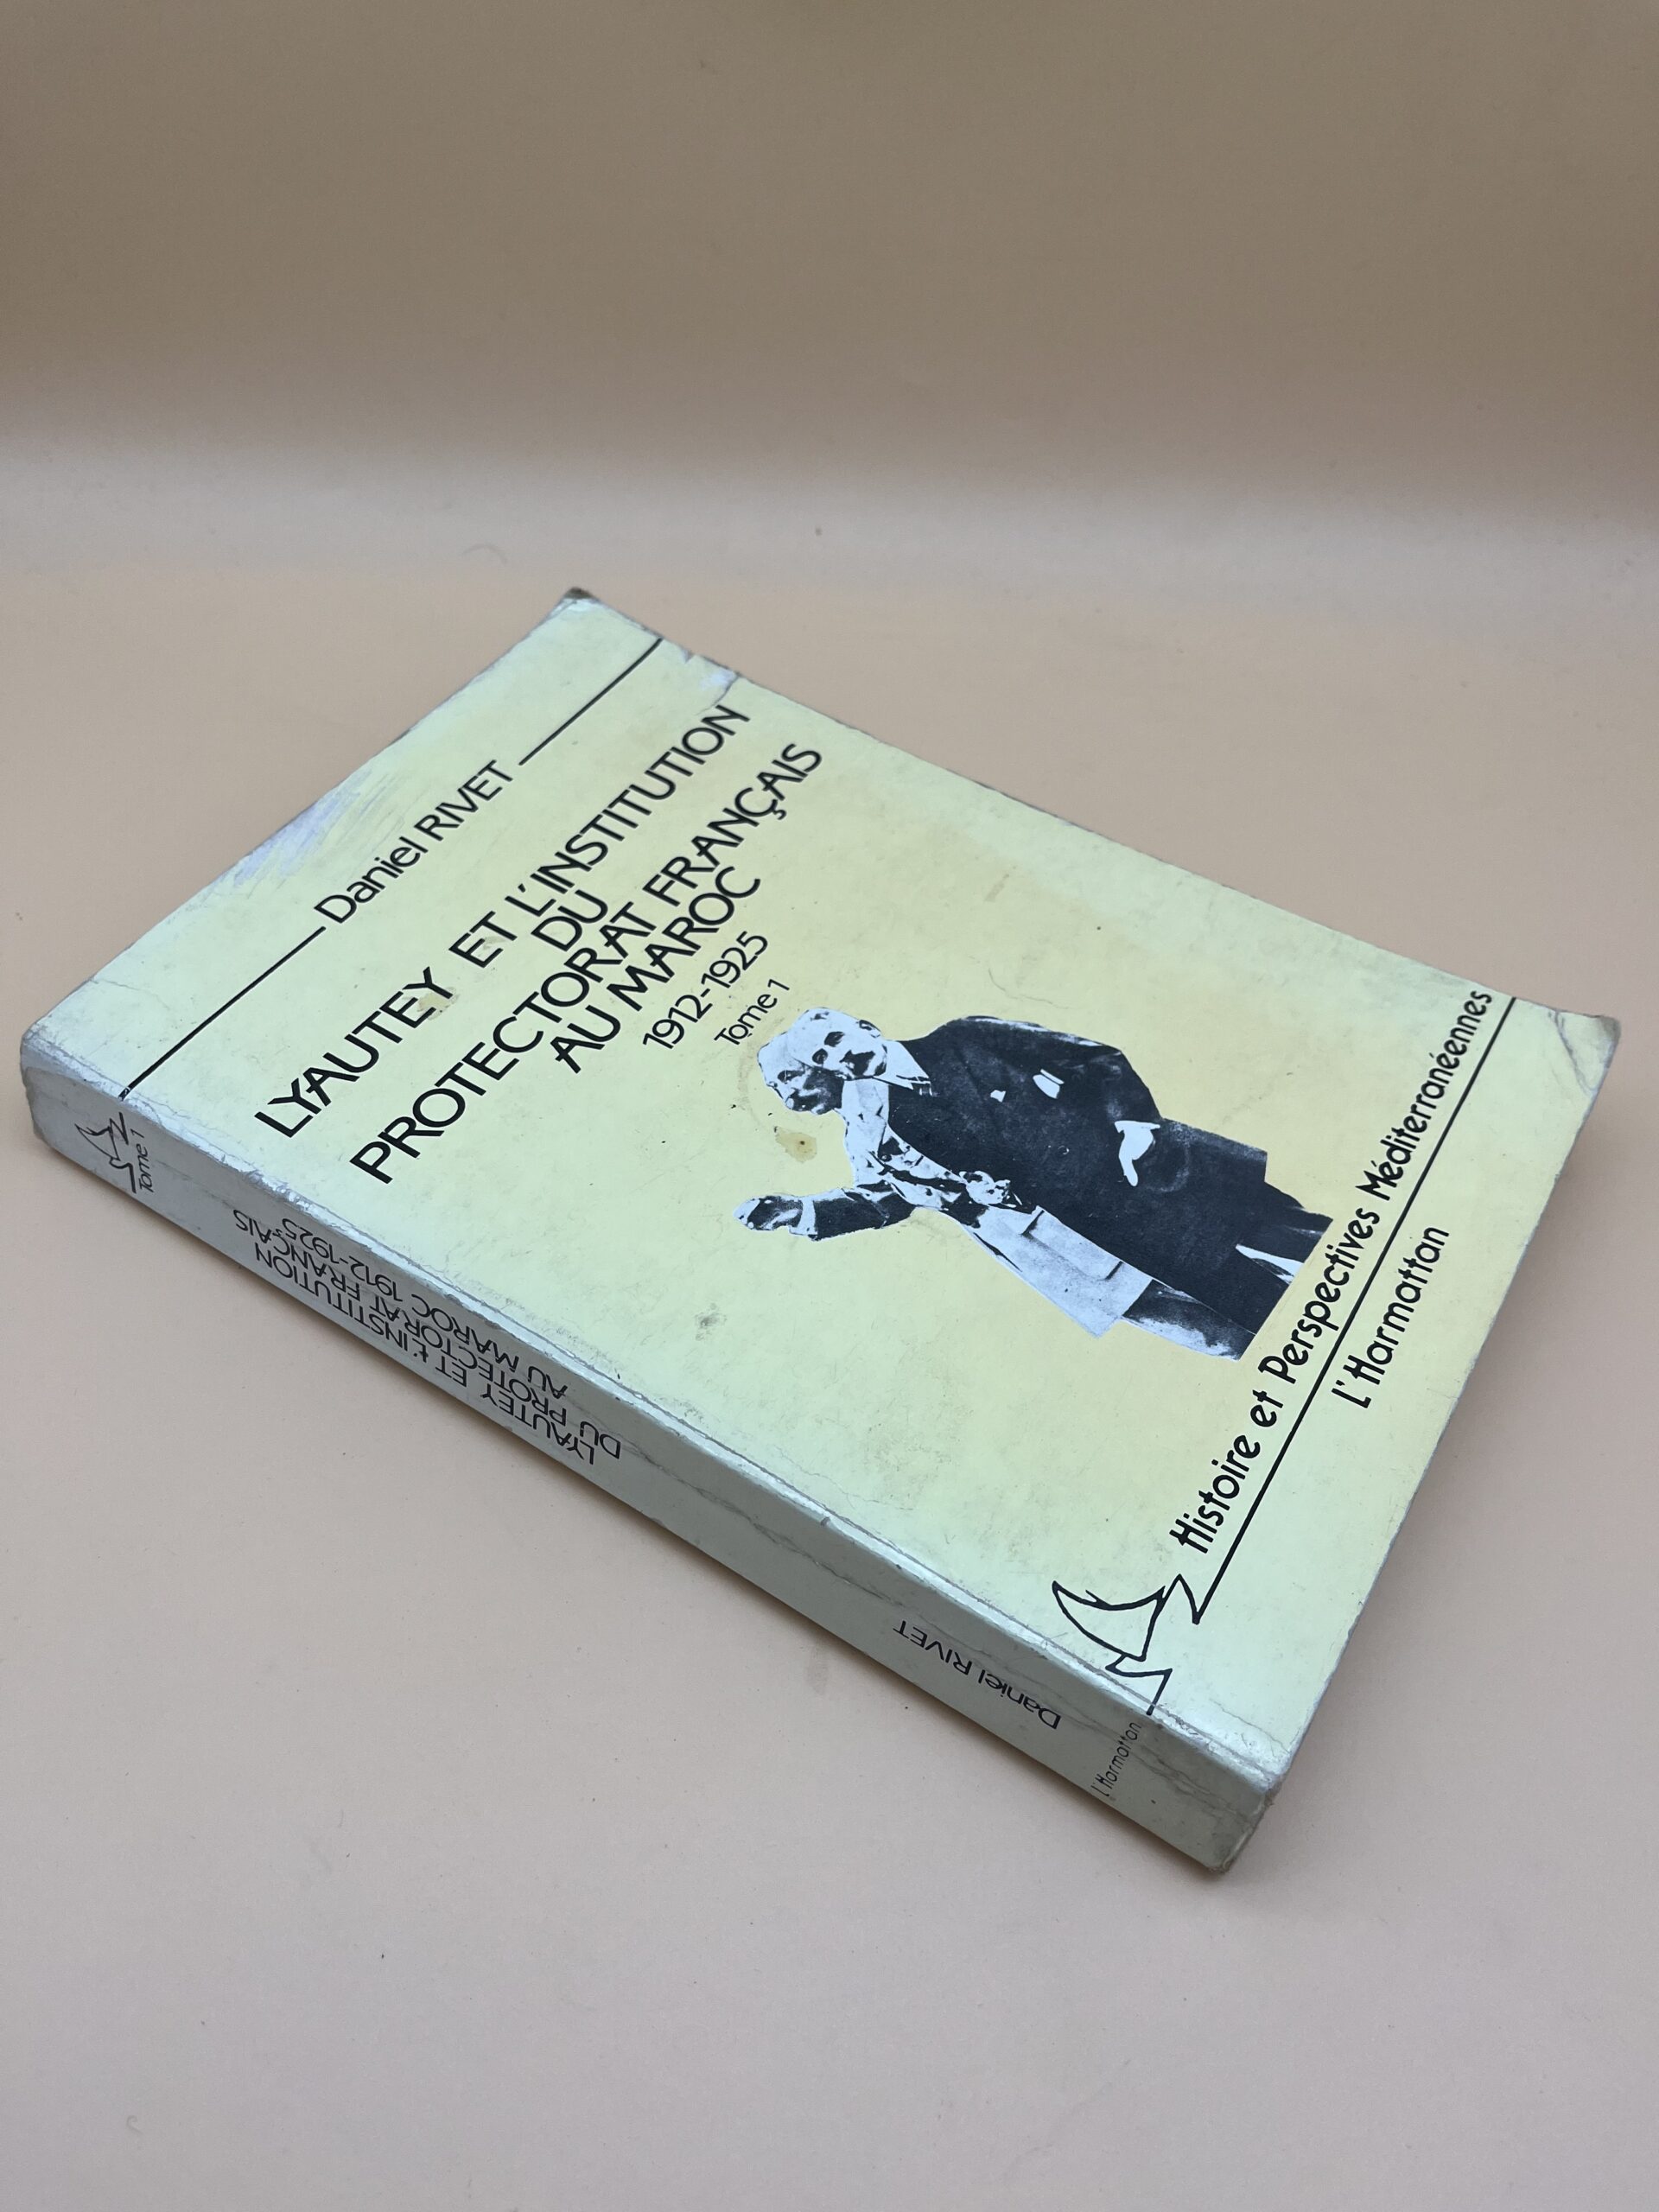 Daniel RIVET
LYAUTEY ET L'INSTITUTION
DU
PROTECTORAT FRANÇAIS
AU MAROC
1912-1925
Tome 1
Histoire et Perspectives Méditerranéennes
L'Harmattan
Tome 1
LYAUTEY ET L'INSTITUTION
DU PROTECTORAT FRANÇAIS
AU MAROC 1912-1925
Daniel RIVET
L'Harmattan